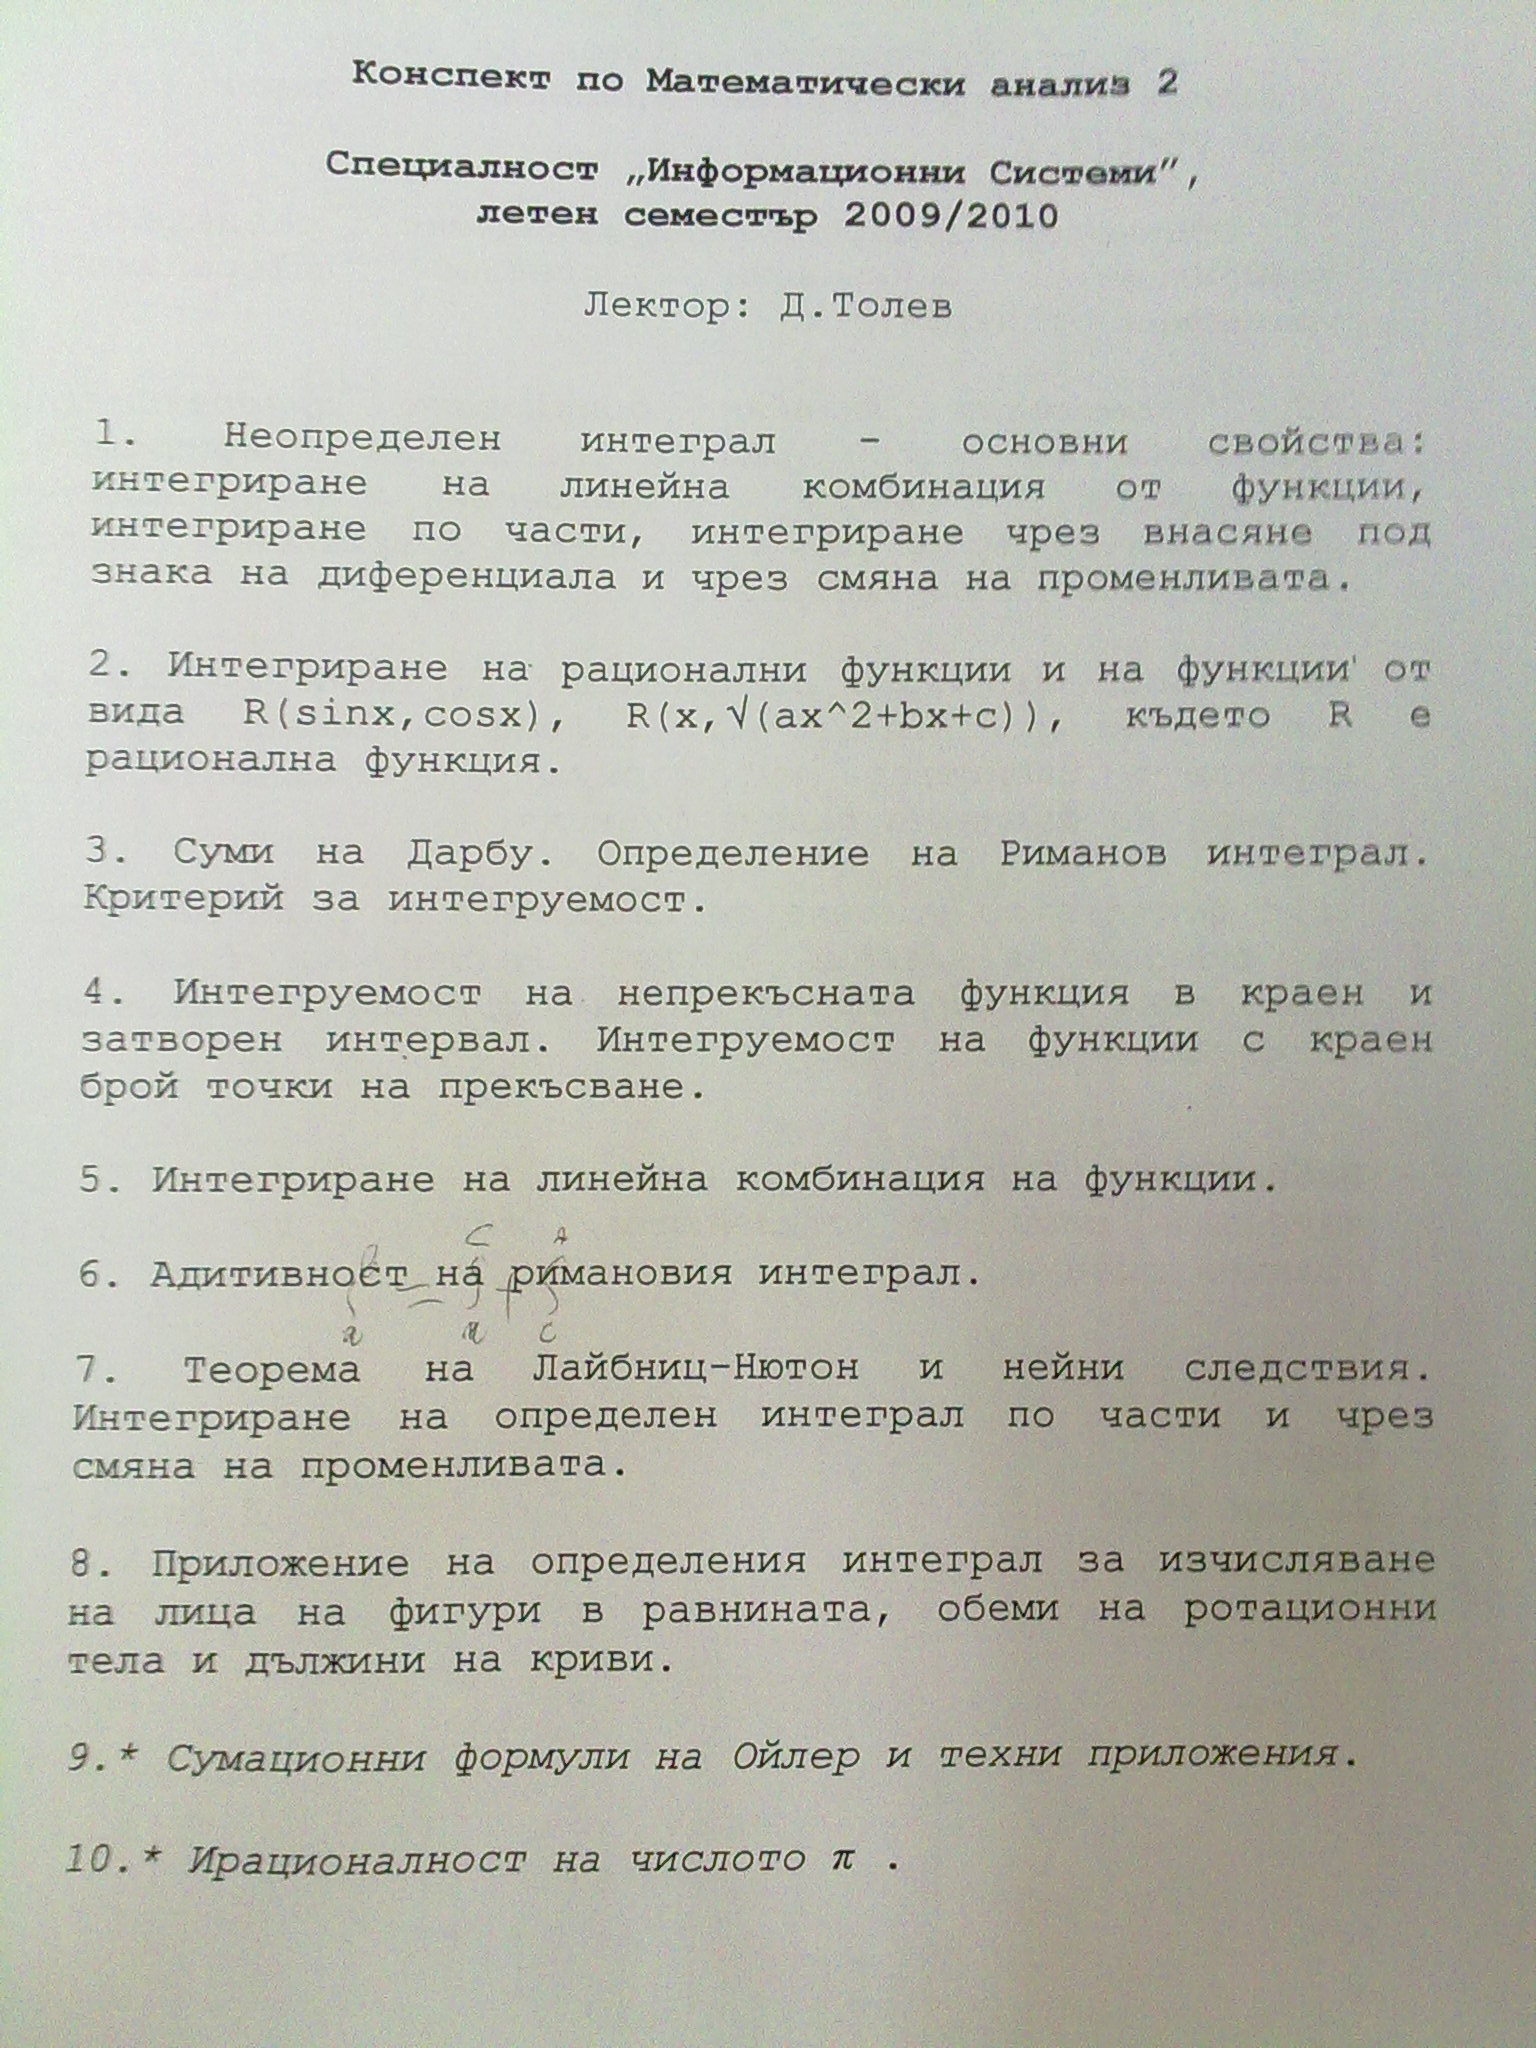 Конспект по Математически анализ 2
Специалност „Информационни Системи",
летен семестър 2009/2010
Лектор: Д.Толев
1. Неопределен интеграл - основни свойства:
интегриране на линейна комбинация от функции,
интегриране по части, интегриране чрез внасяне под
знака на диференциала и чрез смяна на променливата.
2. Интегриране на рационални функции и на функции от
вида R(sinx,cosx), R(x,√(ax^2+bx+c)), където R е
рационална функция.
3. Суми на Дарбу. Определение на Риманов интеграл.
Критерий за интегруемост.
4. Интегруемост на непрекъсната функция в краен и
затворен интервал. Интегруемост на функции с краен
брой точки на прекъсване.
5. Интегриране на линейна комбинация на функции.
6. Адитивност на римановия интеграл.
7. Теорема на Лайбниц-Нютон и нейни следствия.
Интегриране на определен интеграл по части и чрез
смяна на променливата.
8. Приложение на определения интеграл за изчисляване
на лица на фигури в равнината, обеми на ротационни
тела и дължини на криви.
9.* Сумационни формули на Ойлер и техни приложения.
10.* Ирационалност на числото π .